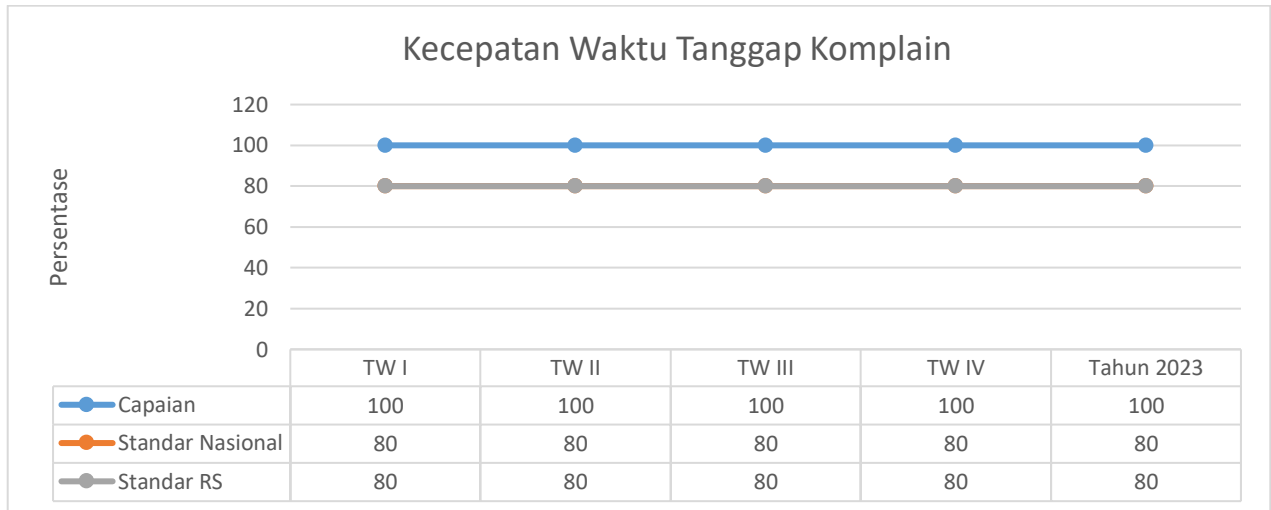 Kecepatan Waktu Tanggap Komplain
120
100
80
60
40
20
0
Persentase
TW I TW II TW III TW IV Tahun 2023
Capaian 100 100 100 100 100
Standar Nasional 80 80 80 80 80
Standar RS 80 80 80 80 80